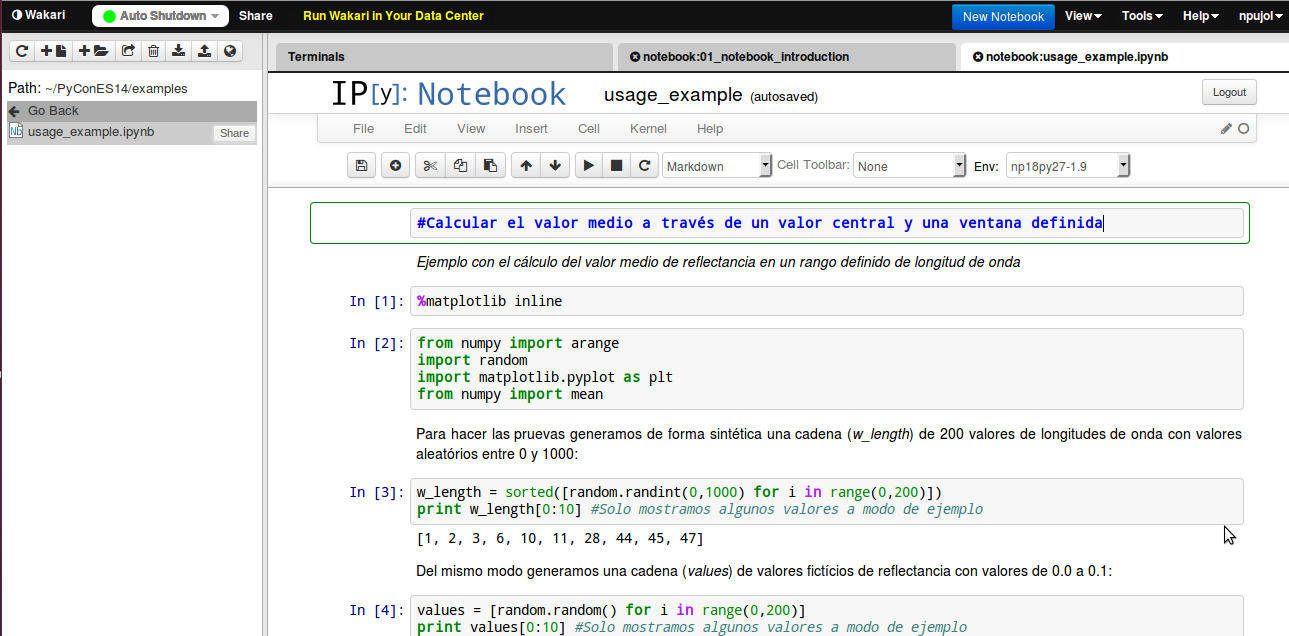 Wakari
Auto Shutdown
Share
Run Wakari in Your Data Center
New Notebook
View
Tools
Help
npujol
Path: ~/PyConES14/examples
Go Back
usage_example.ipynb
Share
Terminals
notebook:01_notebook_introduction
notebook:usage_example.ipynb
IP[y]: Notebook
usage_example (autosaved)
Logout
File Edit View Insert Cell Kernel Help
Markdown
Cell Toolbar: None
Env: np18py27-1.9
#Calcular el valor medio a través de un valor central y una ventana definida
Ejemplo con el cálculo del valor medio de reflectancia en un rango definido de longitud de onda
In [1]: %matplotlib inline
In [2]: from numpy import arange
import random
import matplotlib.pyplot as plt
from numpy import mean
Para hacer las pruevas generamos de forma sintética una cadena (w_length) de 200 valores de longitudes de onda con valores
aleatórios entre 0 y 1000:
In [3]: w_length = sorted([random.randint(0,1000) for i in range(0,200)])
print w_length[0:10] #Solo mostramos algunos valores a modo de ejemplo
[1, 2, 3, 6, 10, 11, 28, 44, 45, 47]
Del mismo modo generamos una cadena (values) de valores fictícios de reflectancia con valores de 0.0 a 0.1:
In [4]: values = [random.random() for i in range(0,200)]
print values[0:10] #Solo mostramos algunos valores a modo de ejemplo